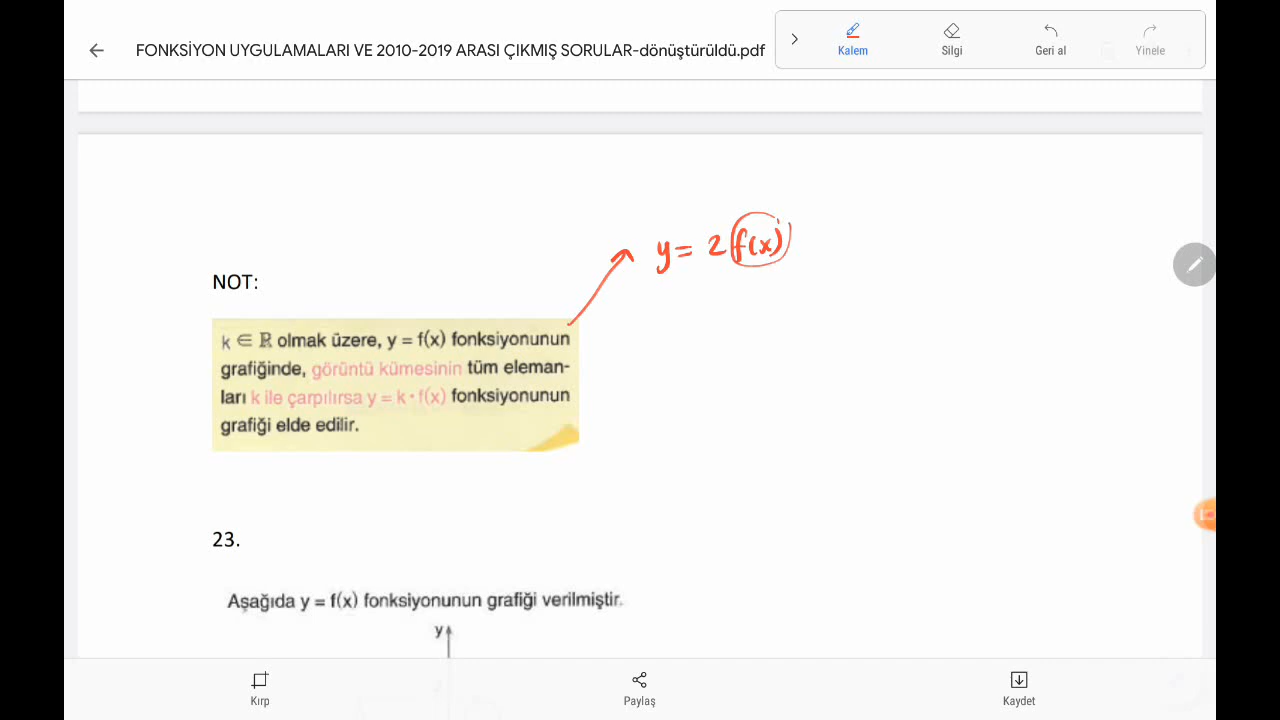 FONKSİYON UYGULAMALARI VE 2010-2019 ARASI ÇIKMIŞ SORULAR-dönüştürüldü.pdf
Kalem
Silgi
Geri al
Yinele
y = 2 f(x)
NOT:
k ∈ ℝ olmak üzere, y = f(x) fonksiyonunun
grafiğinde, görüntü kümesinin tüm eleman-
ları k ile çarpılırsa y = k · f(x) fonksiyonunun
grafiği elde edilir.
23.
Aşağıda y = f(x) fonksiyonunun grafiği verilmiştir.
y
Kırp
Paylaş
Kaydet